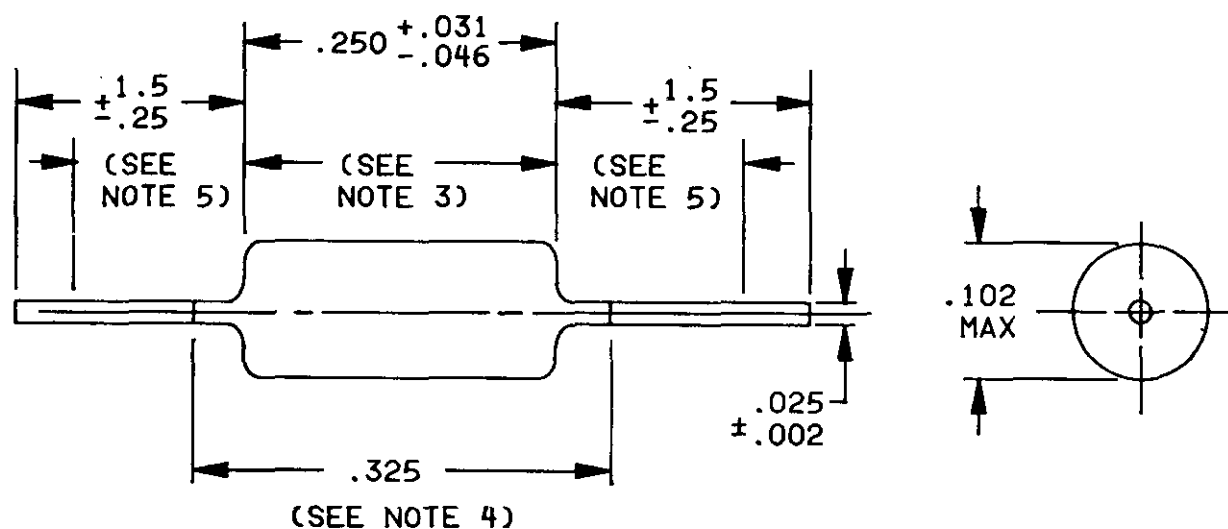 .250 +.031
-.046
±1.5
-.25
±1.5
-.25
(SEE
NOTE 5)
(SEE
NOTE 3)
(SEE
NOTE 5)
.102
MAX
.025
±.002
.325
(SEE NOTE 4)